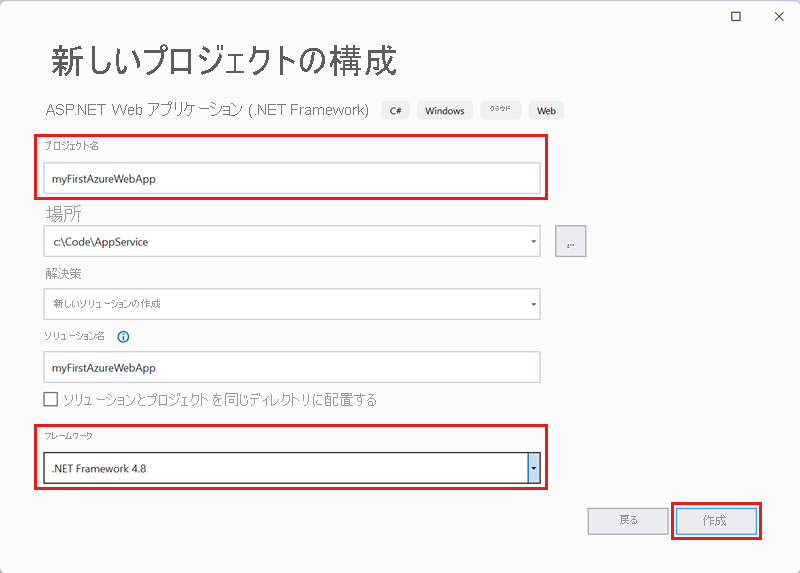 新しいプロジェクトの構成
ASP.NET Web アプリケーション (.NET Framework) C# Windows クラウド Web
プロジェクト名
myFirstAzureWebApp
場所
c:\Code\AppService
...
解決策
新しいソリューションの作成
ソリューション名
myFirstAzureWebApp
ソリューションとプロジェクトを同じディレクトリに配置する
フレームワーク
.NET Framework 4.8
戻る 作成